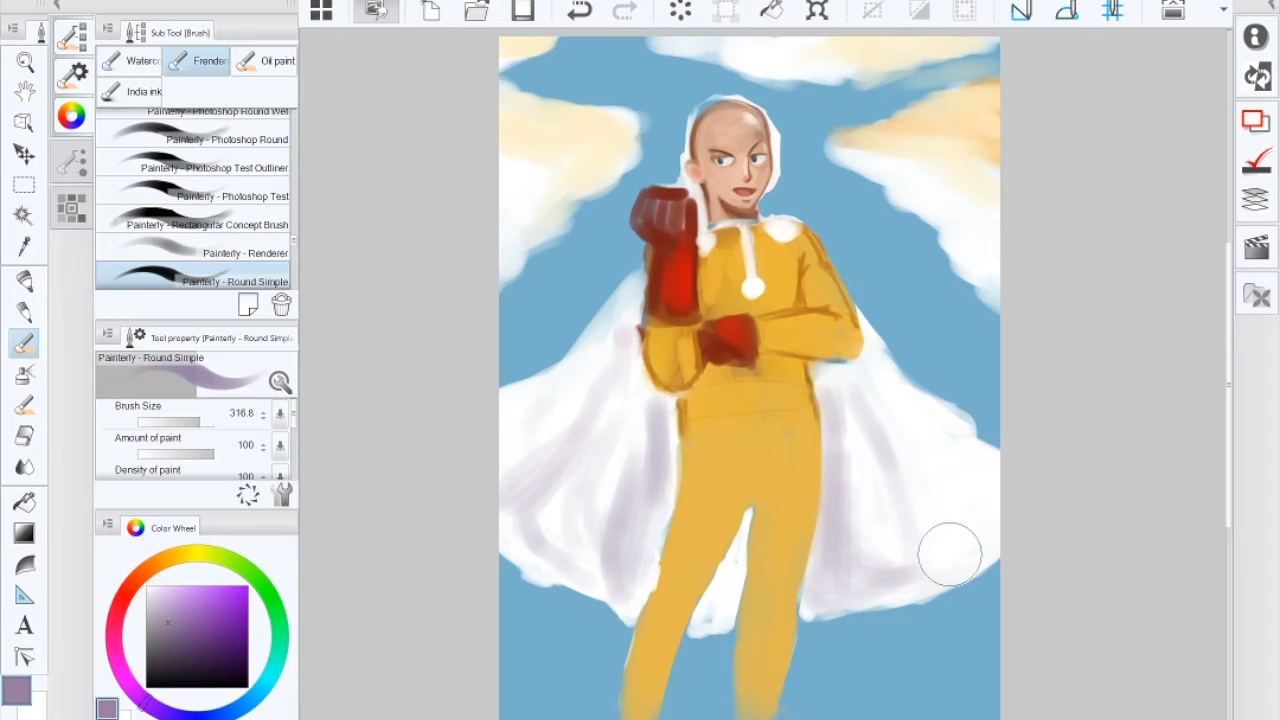 Sub Tool [Brush]
Waterc
Frender
Oil paint
India ink
Painterly - Photoshop Round Wet
Painterly - Photoshop Round
Painterly - Photoshop Test Outliner
Painterly - Photoshop Test
Painterly - Rectangular Concept Brush
Painterly - Renderer
Painterly - Round Simple
Tool property [Painterly - Round Simpl
Painterly - Round Simple
Brush Size 316.8
Amount of paint 100
Density of paint 100
Color Wheel